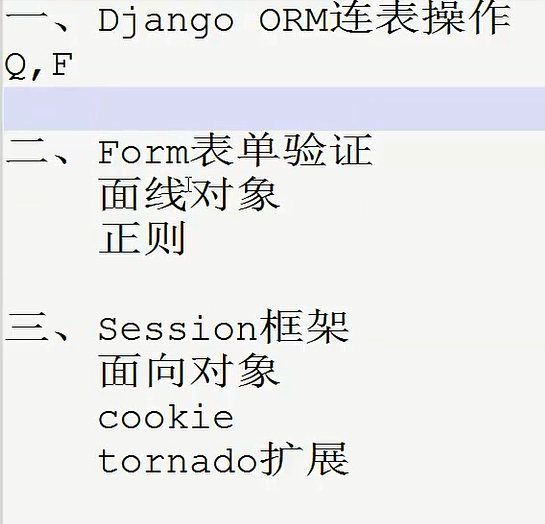 一、Django ORM连表操作
Q,F
二、Form表单验证
面线对象
正则
三、Session框架
面向对象
cookie
tornado扩展